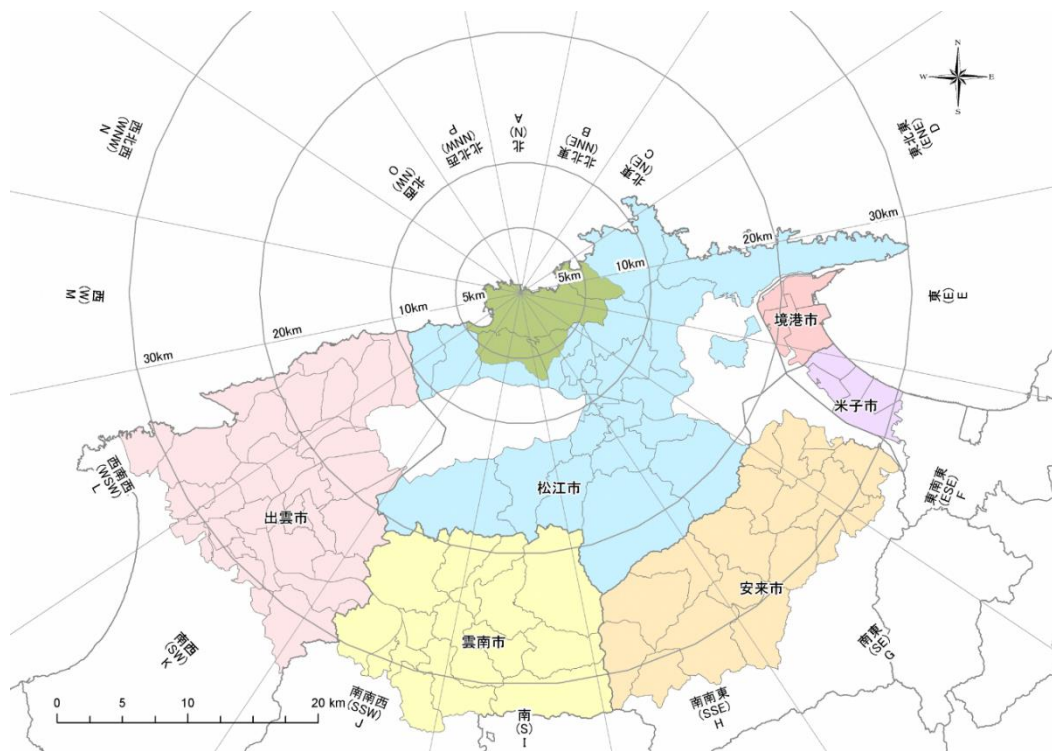 N
W
E
S
北
(N)
A
北北東
(NNE)
B
北東
(NE)
C
東北東
(ENE)
D
東
(E)
E
東南東
(ESE)
F
南東
(SE)
G
南南東
(SSE)
H
南
(S)
I
南南西
(SSW)
J
南西
(SW)
K
西南西
(WSW)
L
西
(W)
M
西北西
(WNW)
N
北西
(NW)
O
北北西
(NNW)
P
30km
20km
10km
5km
5km
10km
20km
30km
境港市
米子市
松江市
出雲市
安来市
雲南市
0 5 10 20 km